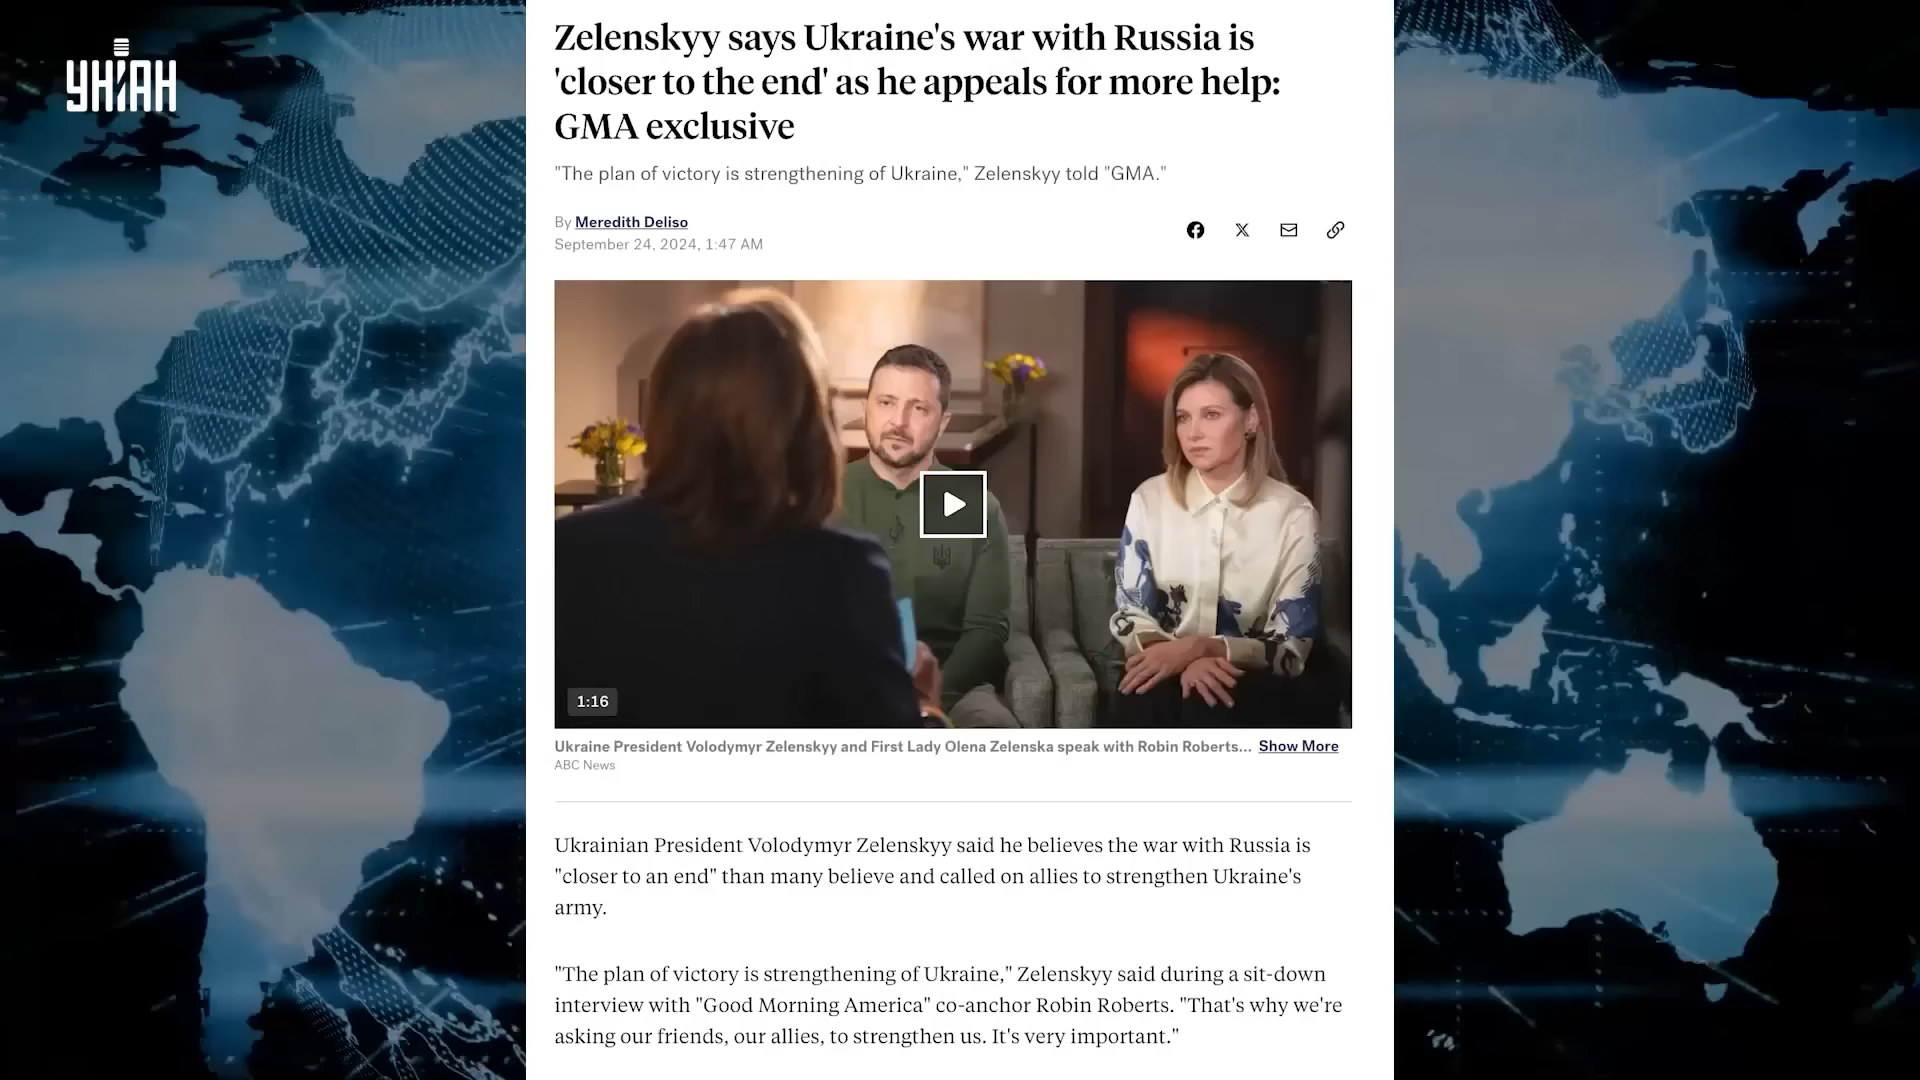 УНІАН
Zelenskyy says Ukraine's war with Russia is
'closer to the end' as he appeals for more help:
GMA exclusive
"The plan of victory is strengthening of Ukraine," Zelenskyy told "GMA."
By Meredith Deliso
September 24, 2024, 1:47 AM
1:16
Ukraine President Volodymyr Zelenskyy and First Lady Olena Zelenska speak with Robin Roberts... Show More
ABC News
Ukrainian President Volodymyr Zelenskyy said he believes the war with Russia is
"closer to an end" than many believe and called on allies to strengthen Ukraine's
army.
"The plan of victory is strengthening of Ukraine," Zelenskyy said during a sit-down
interview with "Good Morning America" co-anchor Robin Roberts. "That's why we're
asking our friends, our allies, to strengthen us. It's very important."